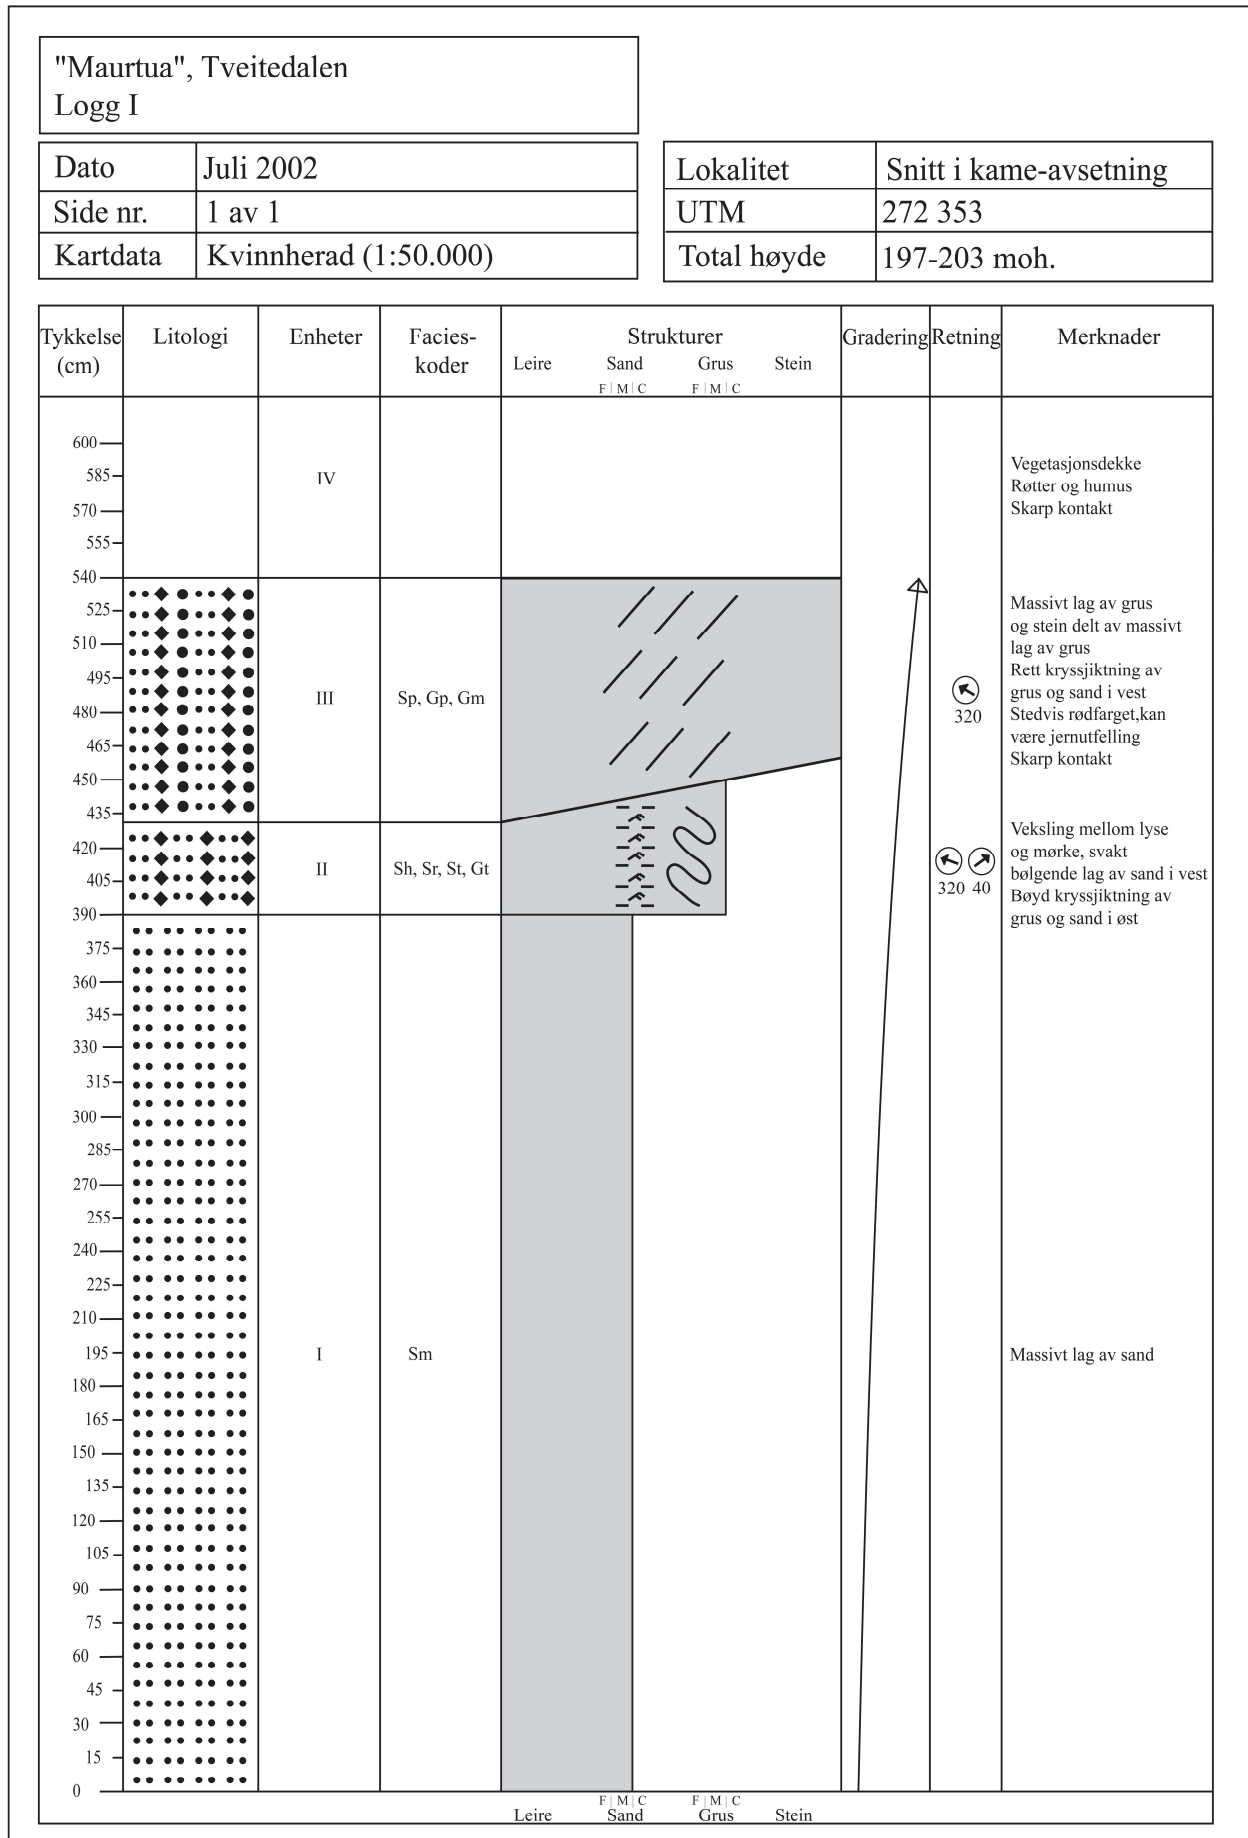 "Maurtua", Tveitedalen
Logg I
Dato Juli 2002
Side nr. 1 av 1
Kartdata Kvinnherad (1:50.000)
Lokalitet Snitt i kame-avsetning
UTM 272 353
Total høyde 197-203 moh.
Tykkelse (cm)
Litologi
Enheter
Facies-
koder
Strukturer
Leire Sand Grus Stein
F | M | C F | M | C
Gradering
Retning
Merknader
600
585
570
555
540
525
510
495
480
465
450
435
420
405
390
375
360
345
330
315
300
285
270
255
240
225
210
195
180
165
150
135
120
105
90
75
60
45
30
15
0
IV
Vegetasjonsdekke
Røtter og humus
Skarp kontakt
III
Sp, Gp, Gm
320
Massivt lag av grus
og stein delt av massivt
lag av grus
Rett kryssjiktning av
grus og sand i vest
Stedvis rødfarget,kan
være jernutfelling
Skarp kontakt
II
Sh, Sr, St, Gt
320 40
Veksling mellom lyse
og mørke, svakt
bølgende lag av sand i vest
Bøyd kryssjiktning av
grus og sand i øst
I
Sm
Massivt lag av sand
F | M | C F | M | C
Leire Sand Grus Stein